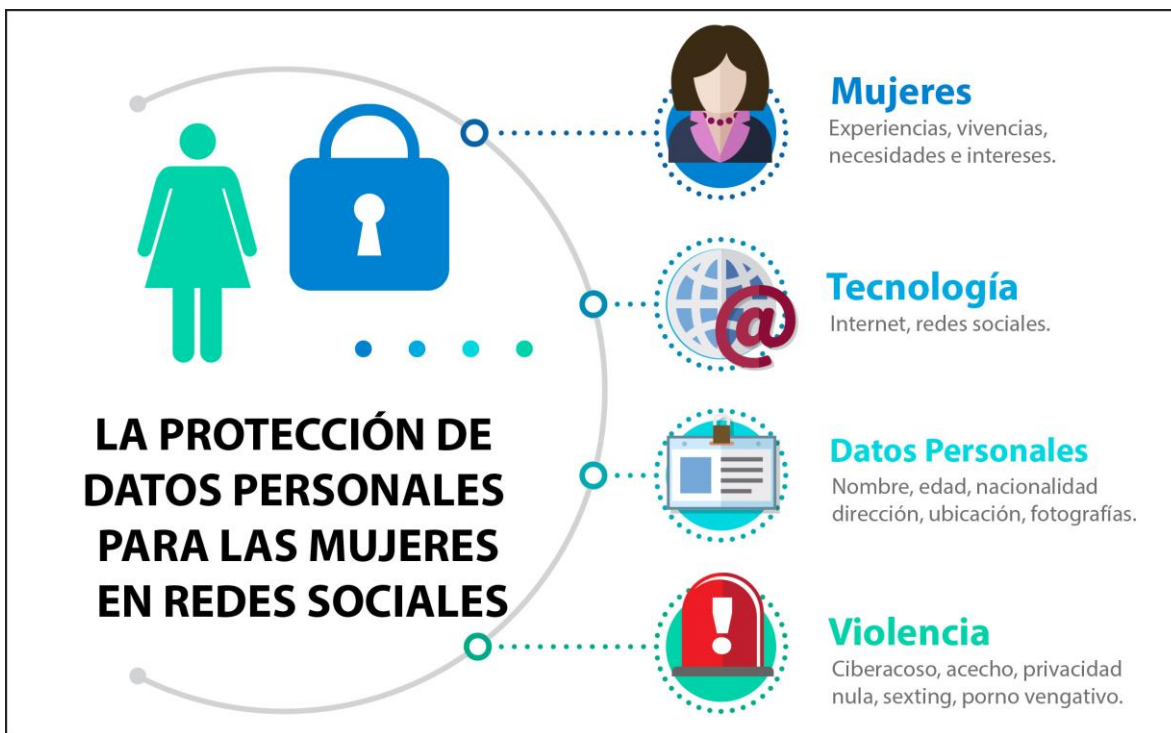 LA PROTECCIÓN DE
DATOS PERSONALES
PARA LAS MUJERES
EN REDES SOCIALES
Mujeres
Experiencias, vivencias,
necesidades e intereses.
Tecnología
Internet, redes sociales.
@
Datos Personales
Nombre, edad, nacionalidad
dirección, ubicación, fotografías.
!
Violencia
Ciberacoso, acecho, privacidad
nula, sexting, porno vengativo.